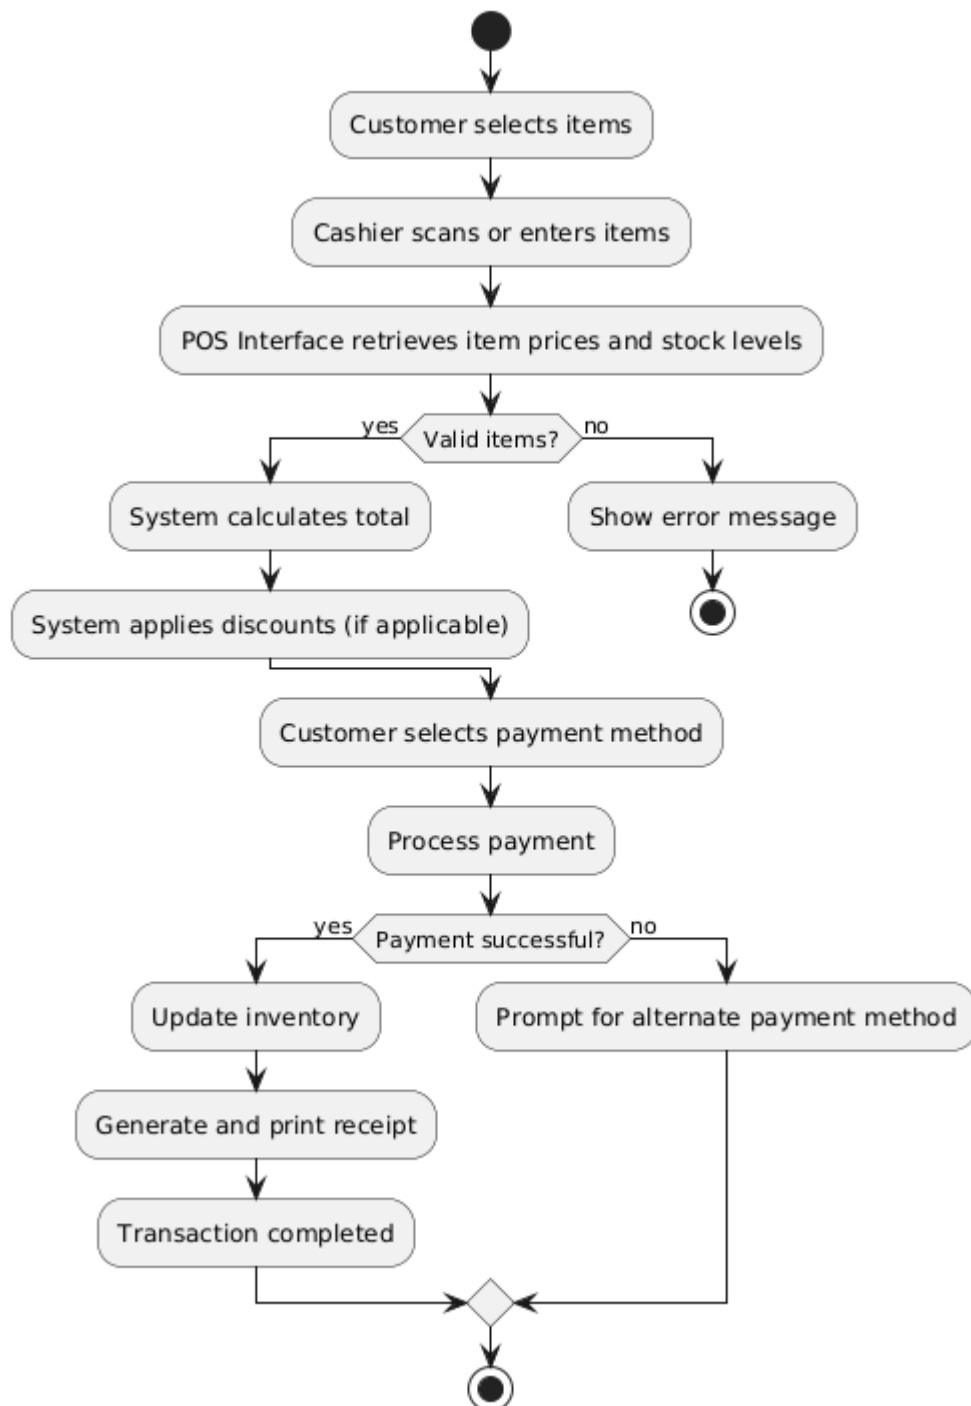 Customer selects items
Cashier scans or enters items
POS Interface retrieves item prices and stock levels
yes
Valid items?
no
System calculates total
Show error message
System applies discounts (if applicable)
Customer selects payment method
Process payment
yes
Payment successful?
no
Update inventory
Prompt for alternate payment method
Generate and print receipt
Transaction completed